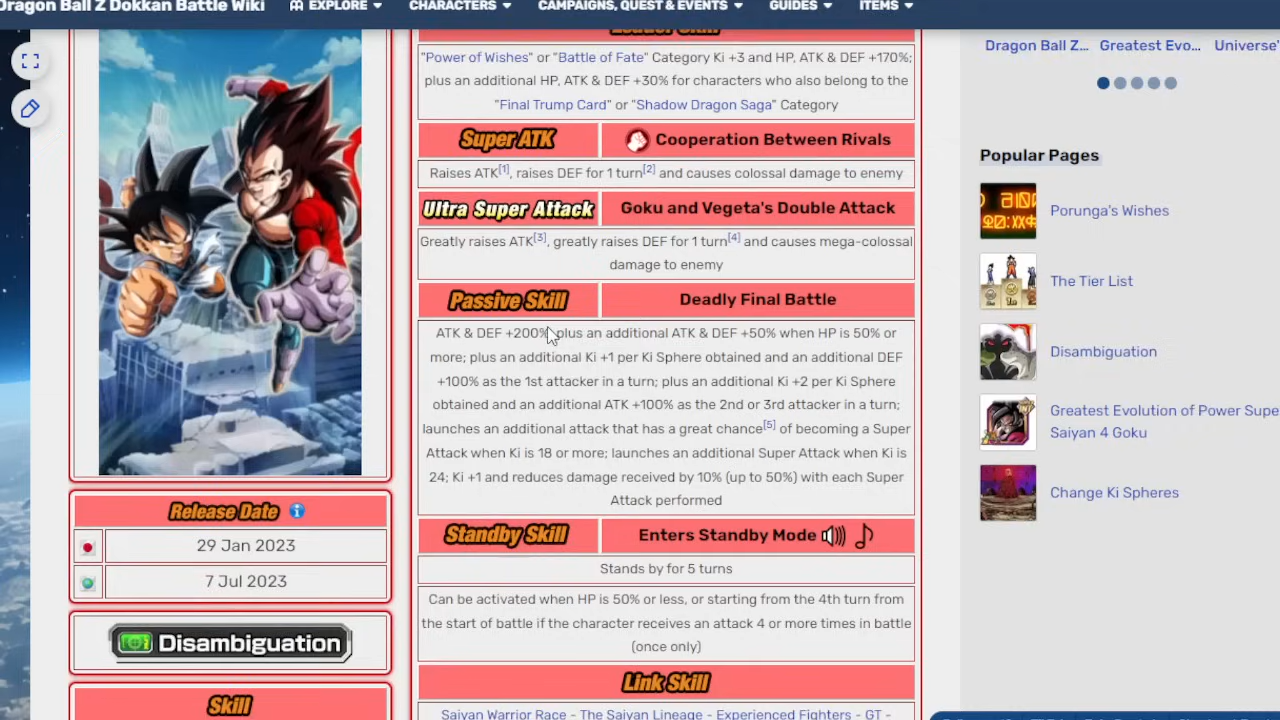 Dragon Ball Z Dokkan Battle Wiki
EXPLORE
CHARACTERS
CAMPAIGNS, QUEST & EVENTS
GUIDES
ITEMS
Leader Skill
"Power of Wishes" or "Battle of Fate" Category Ki +3 and HP, ATK & DEF +170%;
plus an additional HP, ATK & DEF +30% for characters who also belong to the
"Final Trump Card" or "Shadow Dragon Saga" Category
Super ATK
Cooperation Between Rivals
Raises ATK[1], raises DEF for 1 turn[2] and causes colossal damage to enemy
Ultra Super Attack
Goku and Vegeta's Double Attack
Greatly raises ATK[3], greatly raises DEF for 1 turn[4] and causes mega-colossal
damage to enemy
Passive Skill
Deadly Final Battle
ATK & DEF +200%; plus an additional ATK & DEF +50% when HP is 50% or
more; plus an additional Ki +1 per Ki Sphere obtained and an additional DEF
+100% as the 1st attacker in a turn; plus an additional Ki +2 per Ki Sphere
obtained and an additional ATK +100% as the 2nd or 3rd attacker in a turn;
launches an additional attack that has a great chance[5] of becoming a Super
Attack when Ki is 18 or more; launches an additional Super Attack when Ki is
24; Ki +1 and reduces damage received by 10% (up to 50%) with each Super
Attack performed
Standby Skill
Enters Standby Mode
Stands by for 5 turns
Can be activated when HP is 50% or less, or starting from the 4th turn from
the start of battle if the character receives an attack 4 or more times in battle
(once only)
Link Skill
Saiyan Warrior Race - The Saiyan Lineage - Experienced Fighters - GT -
Release Date
29 Jan 2023
7 Jul 2023
Disambiguation
Skill
Dragon Ball Z...
Greatest Evo...
Universe'
Popular Pages
Porunga's Wishes
The Tier List
Disambiguation
Greatest Evolution of Power Supe
Saiyan 4 Goku
Change Ki Spheres